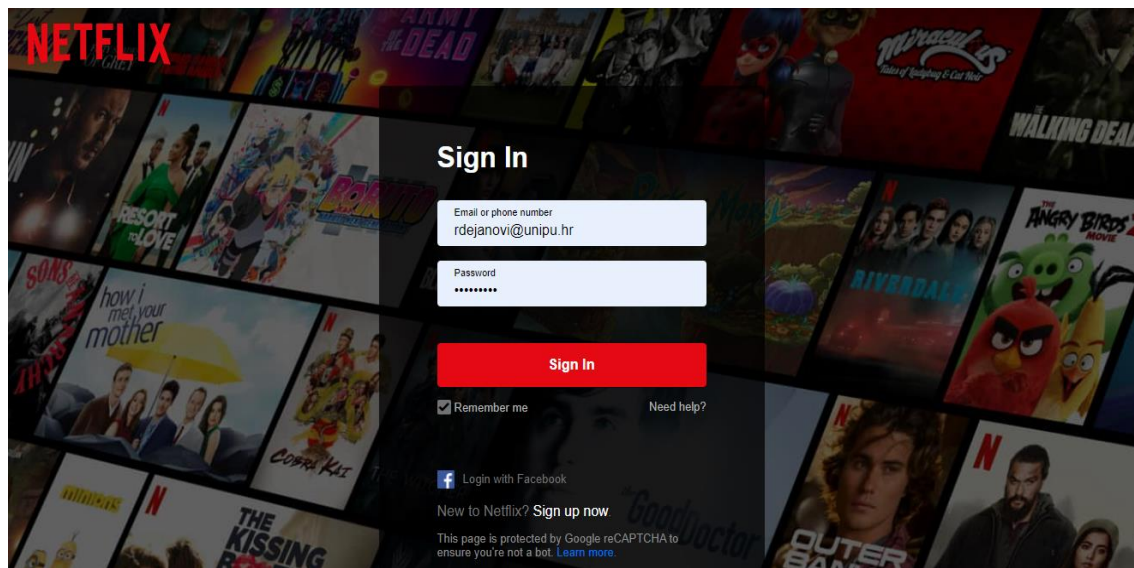 NETFLIX
ARMY
OF THE DEAD
Miraculous
Tales of Ladybug & Cat Noir
THE
WALKING DEAD
Sign In
Email or phone number
rdejanovi@unipu.hr
Password
•••••••••
Sign In
Remember me
Need help?
Login with Facebook
New to Netflix? Sign up now.
This page is protected by Google reCAPTCHA to
ensure you're not a bot. Learn more.
RESORT
TO LOVE
BORUTO
RIVERDALE
THE
ANGRY BIRDS 2
MOVIE
SONS OF
ANARCHY
how i
met your
mother
COBRA KAI
minions
THE
KISSING
the Good
Doctor
OUTER
BANKS
N
N
N
N
N
N